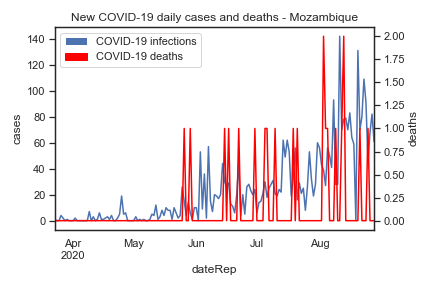 New COVID-19 daily cases and deaths - Mozambique
COVID-19 infections
COVID-19 deaths
cases
140
120
100
80
60
40
20
0
deaths
2.00
1.75
1.50
1.25
1.00
0.75
0.50
0.25
0.00
Apr May Jun Jul Aug
2020
dateRep